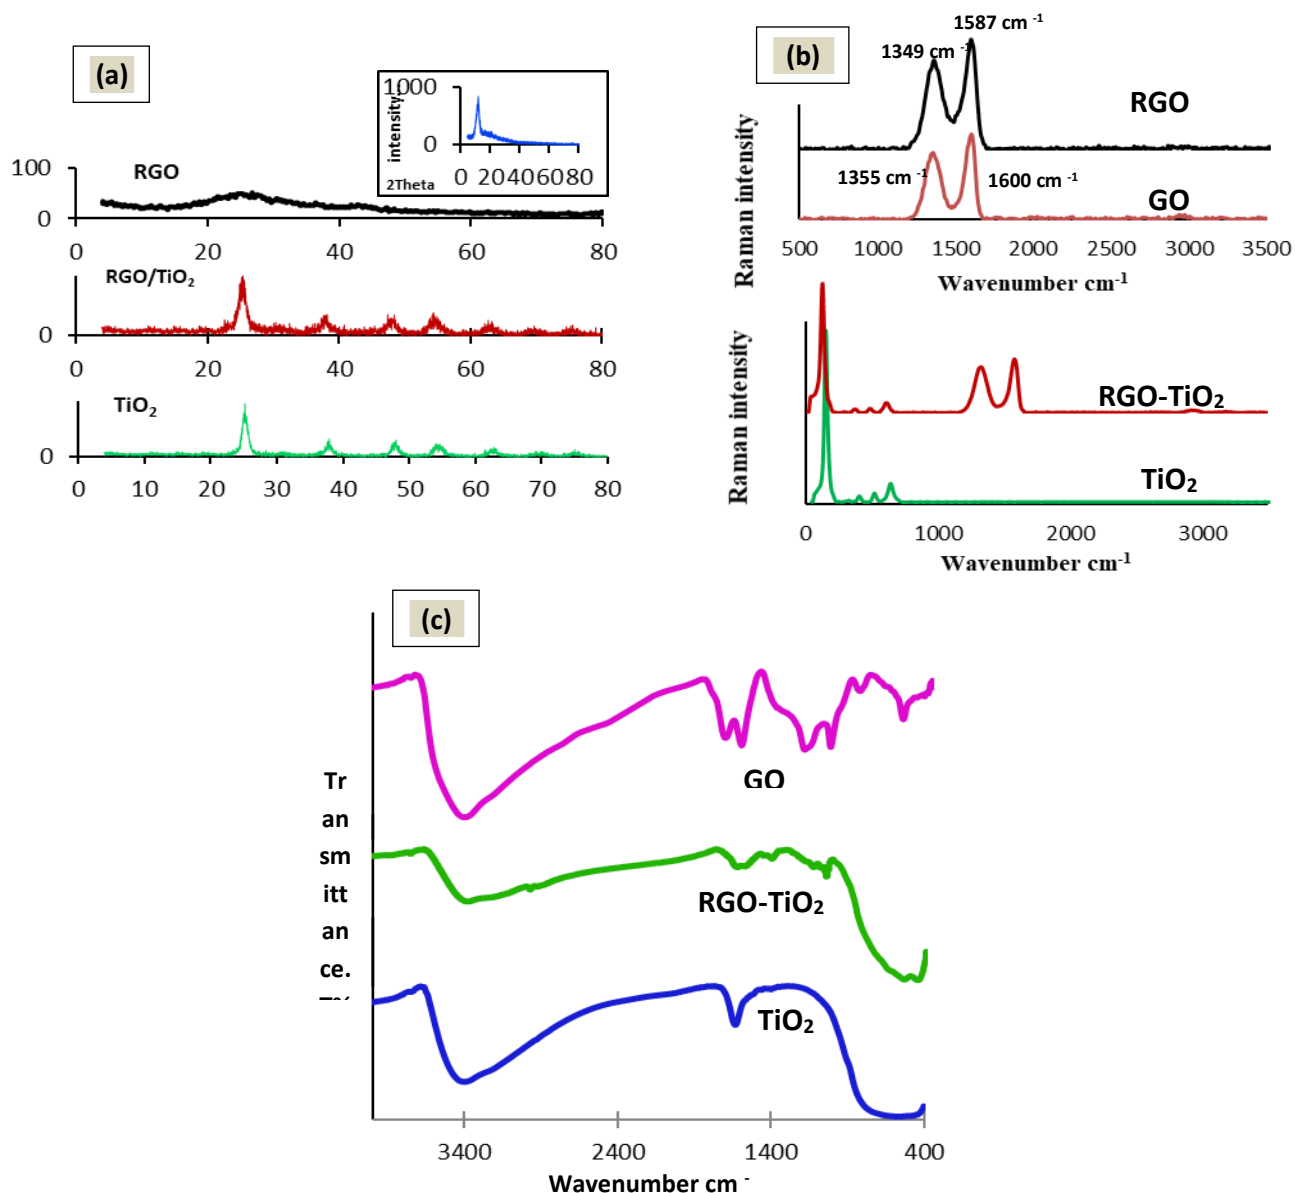 (a)
1000
intensity
0
2Theta
0 20 40 60 80
100
RGO
0
0 20 40 60 80
RGO/TiO₂
0
0 20 40 60 80
TiO₂
0
0 10 20 30 40 50 60 70 80
(b)
1587 cm ⁻¹
1349 cm ⁻¹
RGO
1355 cm ⁻¹
1600 cm ⁻¹
GO
Raman intensity
500 1000 1500 2000 2500 3000 3500
Wavenumber cm⁻¹
Raman intensity
RGO-TiO₂
TiO₂
0 1000 2000 3000
Wavenumber cm⁻¹
(c)
GO
RGO-TiO₂
TiO₂
Tr
an
sm
itt
an
ce.
3400 2400 1400 400
Wavenumber cm ⁻